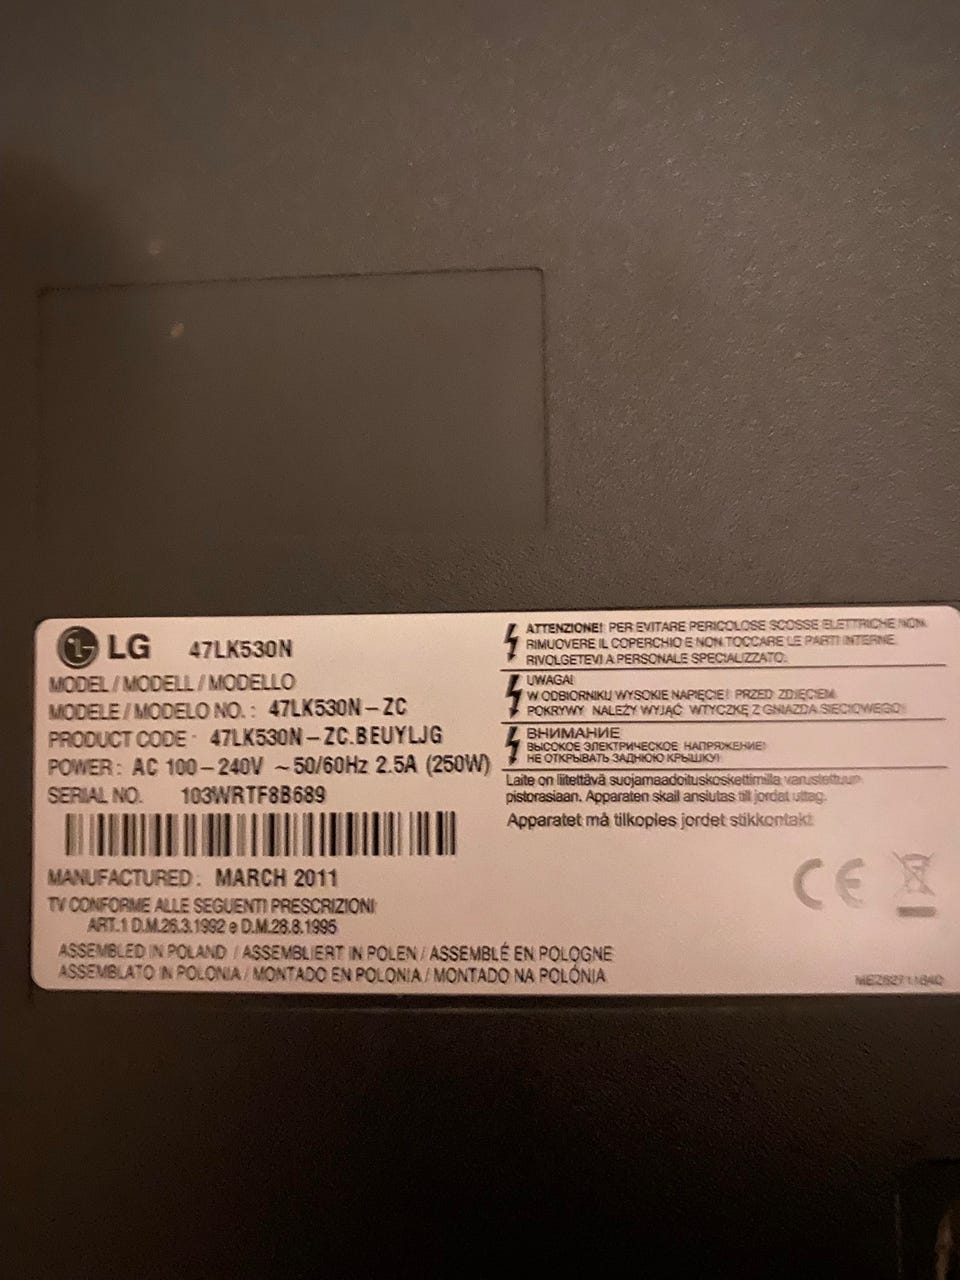 LG 47LK530N
MODEL / MODELL / MODELLO
MODELE / MODELO NO. : 47LK530N-ZC
PRODUCT CODE : 47LK530N-ZC.BEUYLJG
POWER : AC 100-240V ~50/60Hz 2.5A (250W)
SERIAL NO. 103WRTF8B689
MANUFACTURED : MARCH 2011
TV CONFORME ALLE SEGUENTI PRESCRIZIONI
ART.1 D.M.26.3.1992 e D.M.28.8.1995
ASSEMBLED IN POLAND / ASSEMBLIERT IN POLEN / ASSEMBLÉ EN POLOGNE
ASSEMBLATO IN POLONIA / MONTADO EN POLONIA / MONTADO NA POLÓNIA
ATTENZIONE! PER EVITARE PERICOLOSE SCOSSE ELETTRICHE NON
RIMUOVERE IL COPERCHIO E NON TOCCARE LE PARTI INTERNE.
RIVOLGETEVI A PERSONALE SPECIALIZZATO.
UWAGA!
W ODBIORNIKU WYSOKIE NAPIĘCIE! PRZED ZDJĘCIEM
POKRYWY NALEŻY WYJĄĆ WTYCZKĘ Z GNIAZDA SIECIOWEGO!
ВНИМАНИЕ
ВЫСОКОЕ ЭЛЕКТРИЧЕСКОЕ НАПРЯЖЕНИЕ!
НЕ ОТКРЫВАТЬ ЗАДНЮЮ КРЫШКУ!
Laite on liitettävä suojamaadoituskoskettimilla varustettuun
pistorasiaan. Apparaten skall anslutas till jordat uttag.
Apparatet må tilkoples jordet stikkontakt
CE